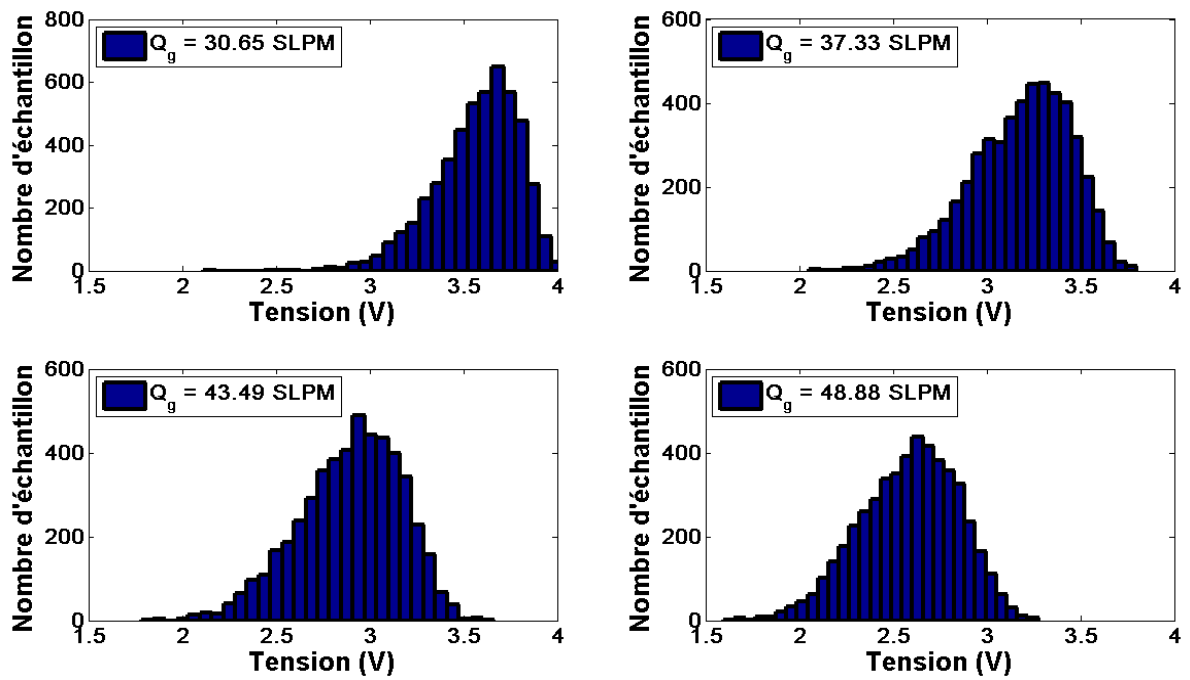 Q_g = 30.65 SLPM
Nombre d'échantillon
800
600
400
200
0
1.5 2 2.5 3 3.5 4
Tension (V)
Q_g = 37.33 SLPM
Nombre d'échantillon
600
400
200
0
1.5 2 2.5 3 3.5 4
Tension (V)
Q_g = 43.49 SLPM
Nombre d'échantillon
600
400
200
0
1.5 2 2.5 3 3.5 4
Tension (V)
Q_g = 48.88 SLPM
Nombre d'échantillon
600
400
200
0
1.5 2 2.5 3 3.5 4
Tension (V)